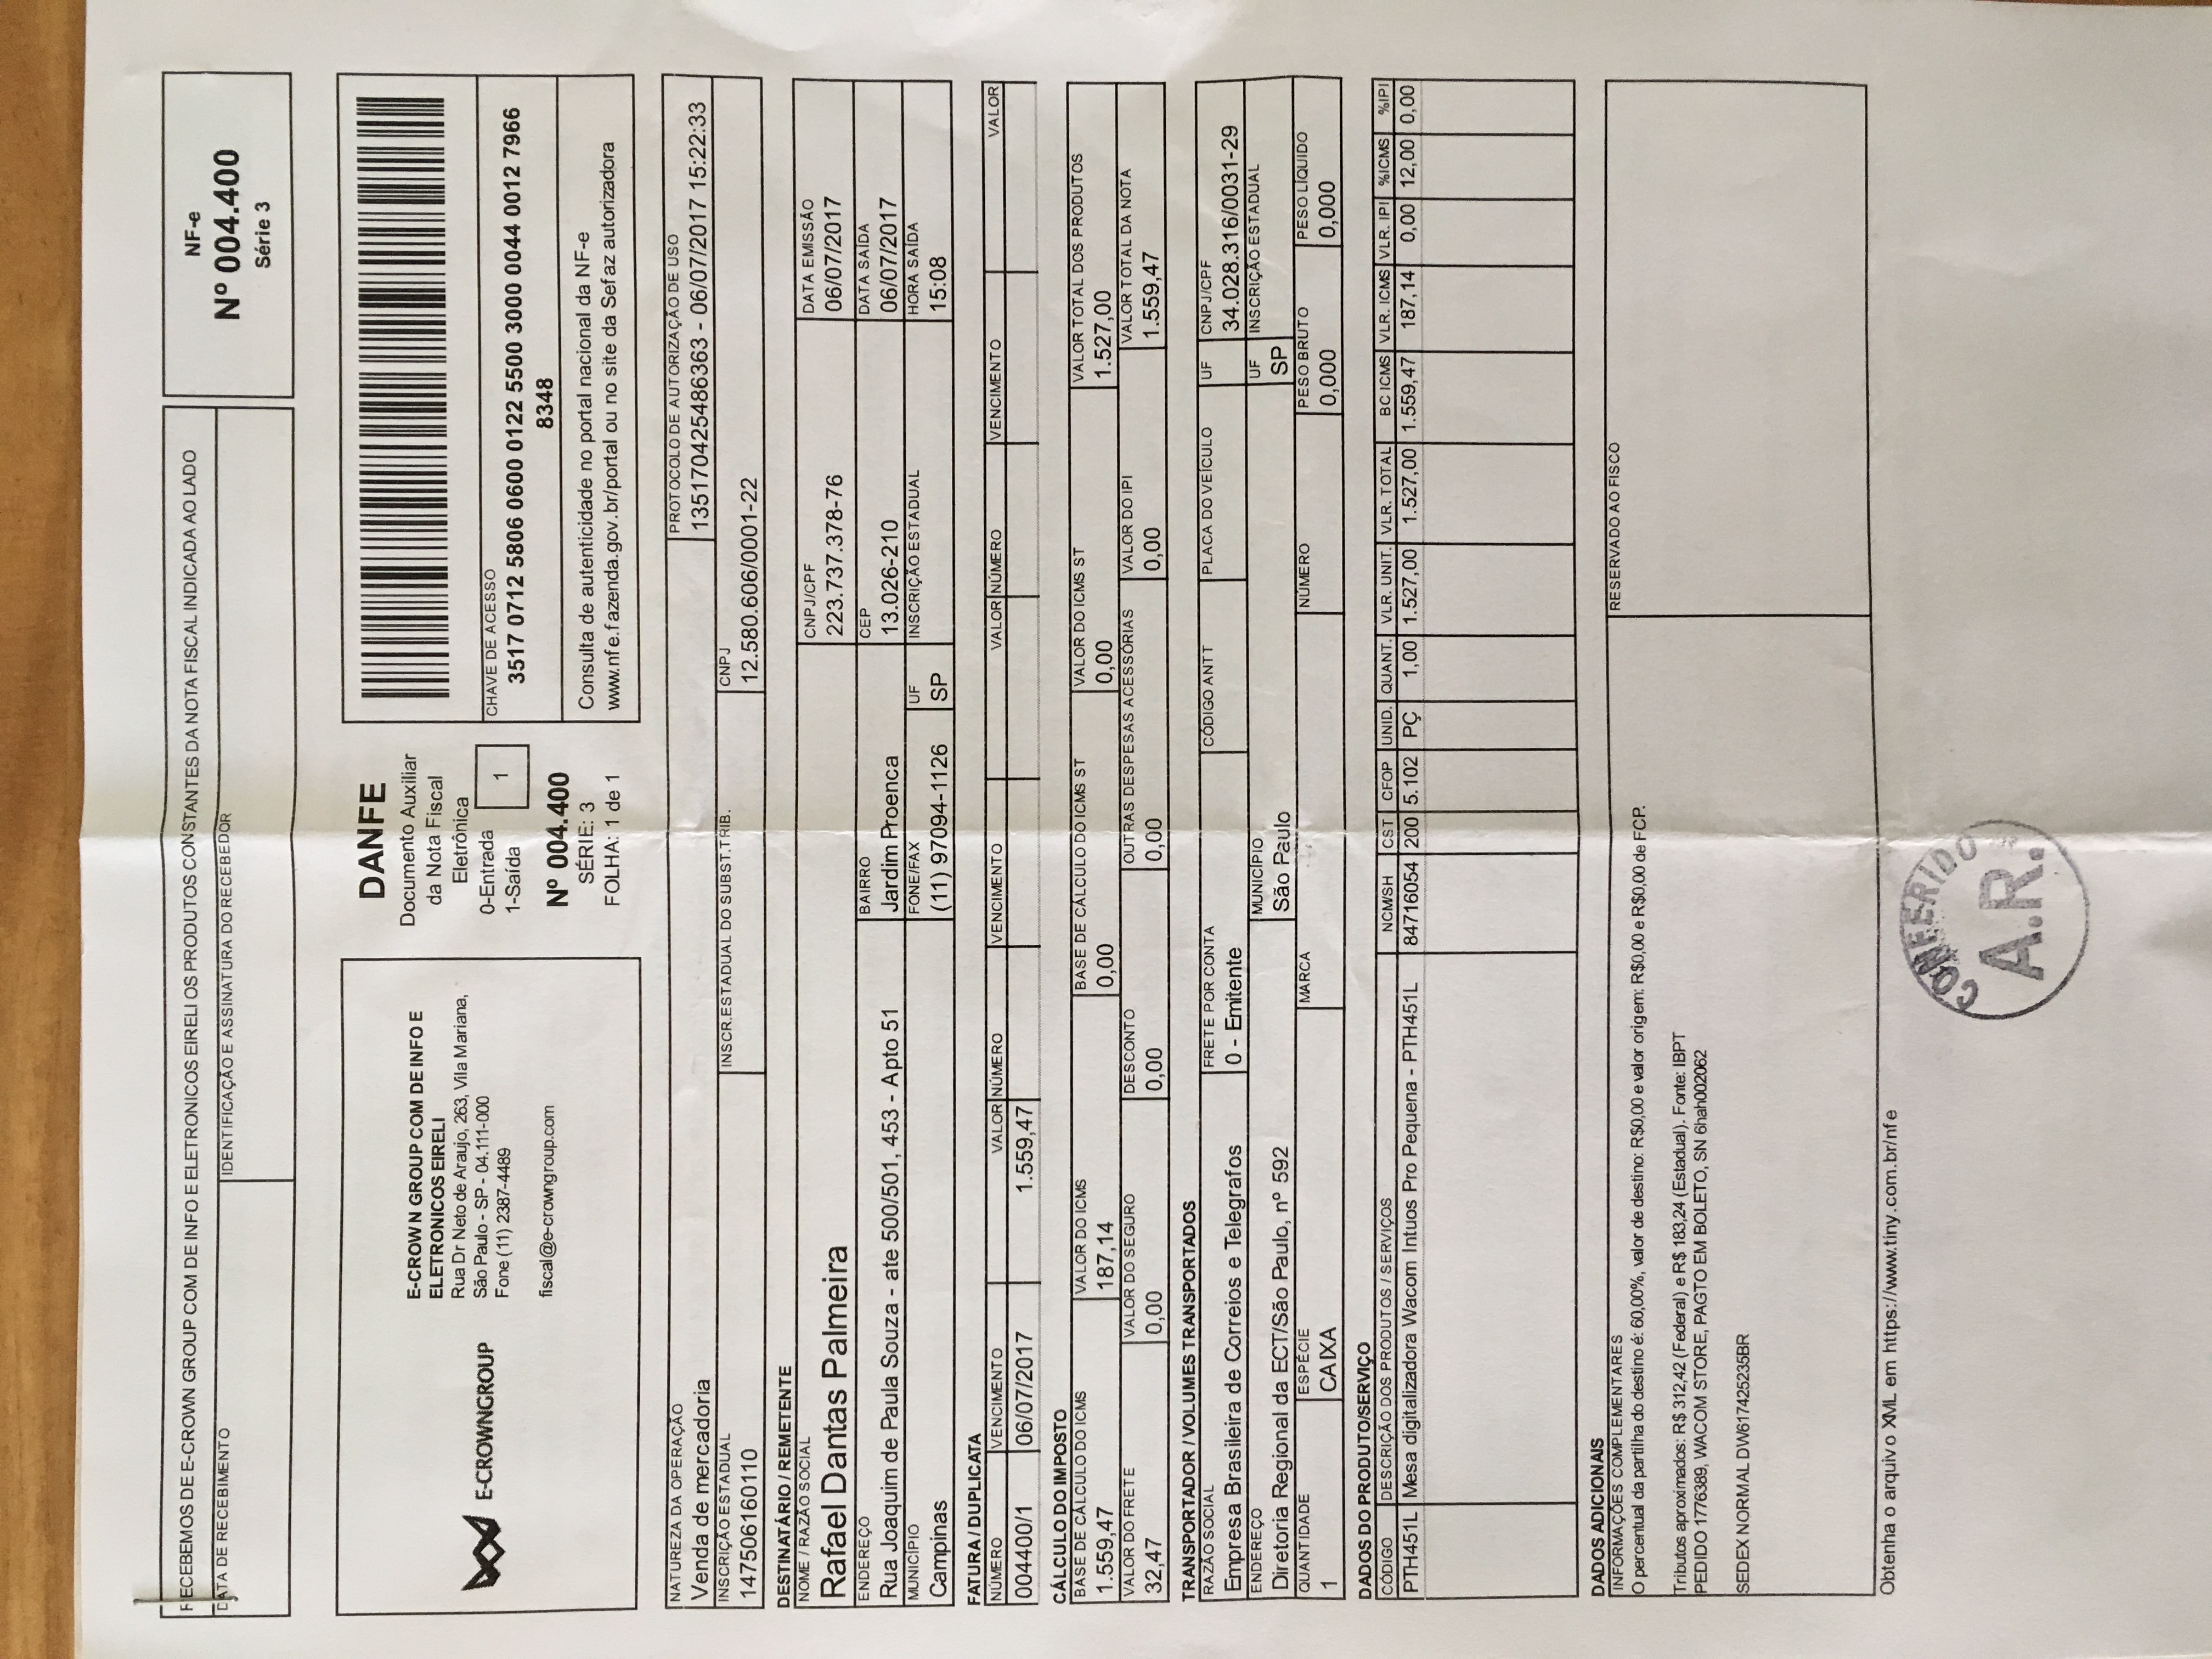 RECEBEMOS DE E-CROWN GROUP COM DE INFO E ELETRONICOS EIRELI OS PRODUTOS CONSTANTES DA NOTA FISCAL INDICADA AO LADO
DATA DE RECEBIMENTO IDENTIFICAÇÃO E ASSINATURA DO RECEBEDOR
NF-e
Nº 004.400
Série 3
E-CROWNGROUP
E-CROWN GROUP COM DE INFO E
ELETRONICOS EIRELI
Rua Dr Neto de Araujo, 263, Vila Mariana,
São Paulo - SP - 04.111-000
Fone (11) 2387-4489
fiscal@e-crowngroup.com
DANFE
Documento Auxiliar
da Nota Fiscal
Eletrônica
0-Entrada
1-Saída
1
Nº 004.400
SÉRIE: 3
FOLHA: 1 de 1
CHAVE DE ACESSO
3517 0712 5806 0600 0122 5500 3000 0044 0012 7966
8348
Consulta de autenticidade no portal nacional da NF-e
www.nfe.fazenda.gov.br/portal ou no site da Sefaz autorizadora
NATUREZA DA OPERAÇÃO PROTOCOLO DE AUTORIZAÇÃO DE USO
Venda de mercadoria 135170425486363 - 06/07/2017 15:22:33
INSCRIÇÃO ESTADUAL INSCR.ESTADUAL DO SUBST.TRIB. CNPJ
147506160110 12.580.606/0001-22
DESTINATÁRIO / REMETENTE
NOME / RAZÃO SOCIAL CNPJ/CPF DATA EMISSÃO
Rafael Dantas Palmeira 223.737.378-76 06/07/2017
ENDEREÇO BAIRRO CEP DATA SAÍDA
Rua Joaquim de Paula Souza - ate 500/501, 453 - Apto 51 Jardim Proenca 13.026-210 06/07/2017
MUNICÍPIO FONE/FAX UF INSCRIÇÃO ESTADUAL HORA SAÍDA
Campinas (11) 97094-1126 SP 15:08
FATURA / DUPLICATA
NÚMERO VENCIMENTO VALOR NÚMERO VENCIMENTO VALOR NÚMERO VENCIMENTO VALOR
004400/1 06/07/2017 1.559,47
CÁLCULO DO IMPOSTO
BASE DE CÁLCULO DO ICMS VALOR DO ICMS BASE DE CÁLCULO DO ICMS ST VALOR DO ICMS ST VALOR TOTAL DOS PRODUTOS
1.559,47 187,14 0,00 0,00 1.527,00
VALOR DO FRETE VALOR DO SEGURO DESCONTO OUTRAS DESPESAS ACESSÓRIAS VALOR DO IPI VALOR TOTAL DA NOTA
32,47 0,00 0,00 0,00 0,00 1.559,47
TRANSPORTADOR / VOLUMES TRANSPORTADOS
RAZÃO SOCIAL FRETE POR CONTA CÓDIGO ANTT PLACA DO VEÍCULO UF CNPJ/CPF
Empresa Brasileira de Correios e Telegrafos 0 - Emitente 34.028.316/0031-29
ENDEREÇO MUNICÍPIO UF INSCRIÇÃO ESTADUAL
Diretoria Regional da ECT/São Paulo, nº 592 São Paulo SP
QUANTIDADE ESPÉCIE MARCA NÚMERO PESO BRUTO PESO LÍQUIDO
1 CAIXA 0,000 0,000
DADOS DO PRODUTO/SERVIÇO
CÓDIGO DESCRIÇÃO DOS PRODUTOS / SERVIÇOS NCM/SH CST CFOP UNID. QUANT. VLR. UNIT. VLR. TOTAL BC ICMS VLR. ICMS VLR. IPI %ICMS %IPI
PTH451L Mesa digitalizadora Wacom Intuos Pro Pequena - PTH451L 84716054 200 5.102 PÇ 1,00 1.527,00 1.527,00 1.559,47 187,14 0,00 12,00 0,00
DADOS ADICIONAIS
INFORMAÇÕES COMPLEMENTARES RESERVADO AO FISCO
O percentual da partilha do destino é: 60,00%, valor de destino: R$0,00 e valor origem: R$0,00 e R$0,00 de FCP.
Tributos aproximados: R$ 312,42 (Federal) e R$ 183,24 (Estadual). Fonte: IBPT
PEDIDO 1776389, WACOM STORE, PAGTO EM BOLETO, SN 6hah002062
SEDEX NORMAL DW617425235BR
Obtenha o arquivo XML em https://www.tiny.com.br/nfe
CONFERIDO
A.R.